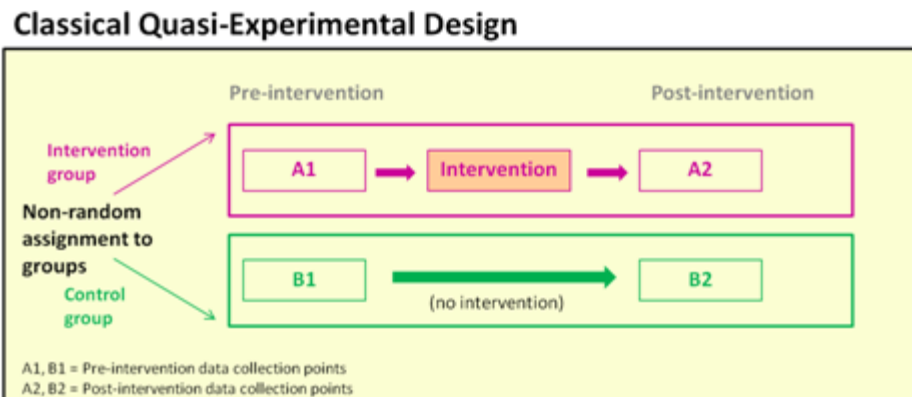 Classical Quasi-Experimental Design
Pre-intervention
Post-intervention
Intervention
group
A1
Intervention
A2
Non-random
assignment to
groups
B1
(no intervention)
B2
Control
group
A1, B1 = Pre-intervention data collection points
A2, B2 = Post-intervention data collection points